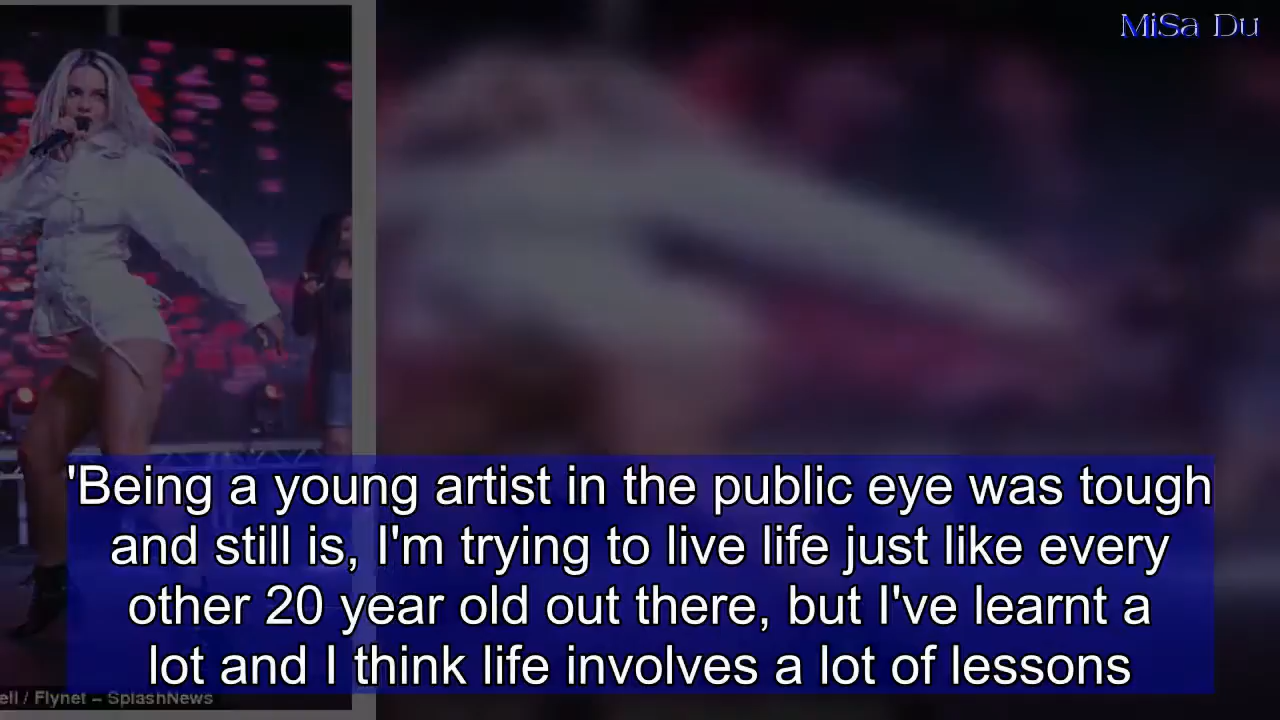 MiSa Du
'Being a young artist in the public eye was tough
and still is, I'm trying to live life just like every
other 20 year old out there, but I've learnt a
lot and I think life involves a lot of lessons
ell / Flynet – SplashNews